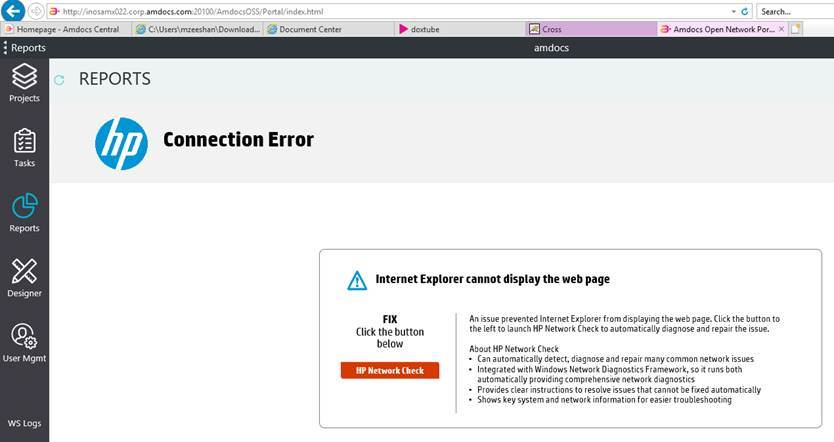 http://inosamx022.corp.amdocs.com:20100/AmdocsOSS/Portal/index.html
Search...
Homepage - Amdocs Central
C:\Users\mzeeshan\Download...
Document Center
doxtube
Cross
Amdocs Open Network Por...
Reports
amdocs
Projects
Tasks
Reports
Designer
User Mgmt
WS Logs
REPORTS
hp
Connection Error
Internet Explorer cannot display the web page
FIX
Click the button
below
HP Network Check
An issue prevented Internet Explorer from displaying the web page. Click the button to
the left to launch HP Network Check to automatically diagnose and repair the issue.
About HP Network Check
• Can automatically detect, diagnose and repair many common network issues
• Integrated with Windows Network Diagnostics Framework, so it runs both
automatically providing comprehensive network diagnostics
• Provides clear instructions to resolve issues that cannot be fixed automatically
• Shows key system and network information for easier troubleshooting